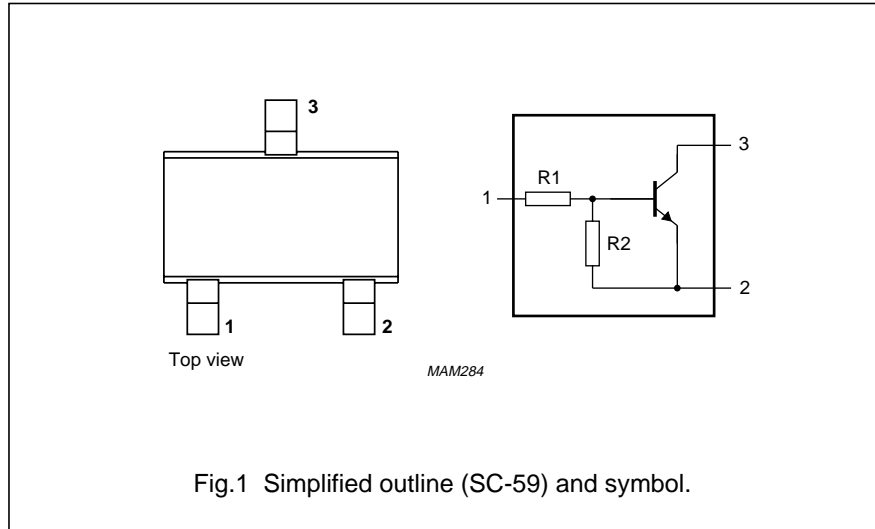 3
1
2
Top view
1
R1
R2
3
2
MAM284
Fig.1 Simplified outline (SC-59) and symbol.